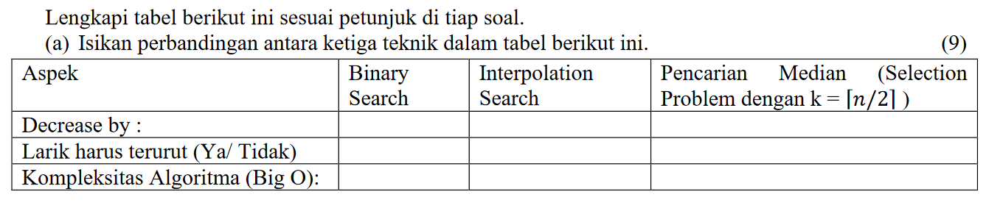 Lengkapi tabel berikut ini sesuai petunjuk di tiap soal.
(a) Isikan perbandingan antara ketiga teknik dalam tabel berikut ini. (9)
Aspek Binary Interpolation Pencarian Median (Selection
Search Search Problem dengan k = ⌈n/2⌉ )
Decrease by :
Larik harus terurut (Ya/ Tidak)
Kompleksitas Algoritma (Big O):